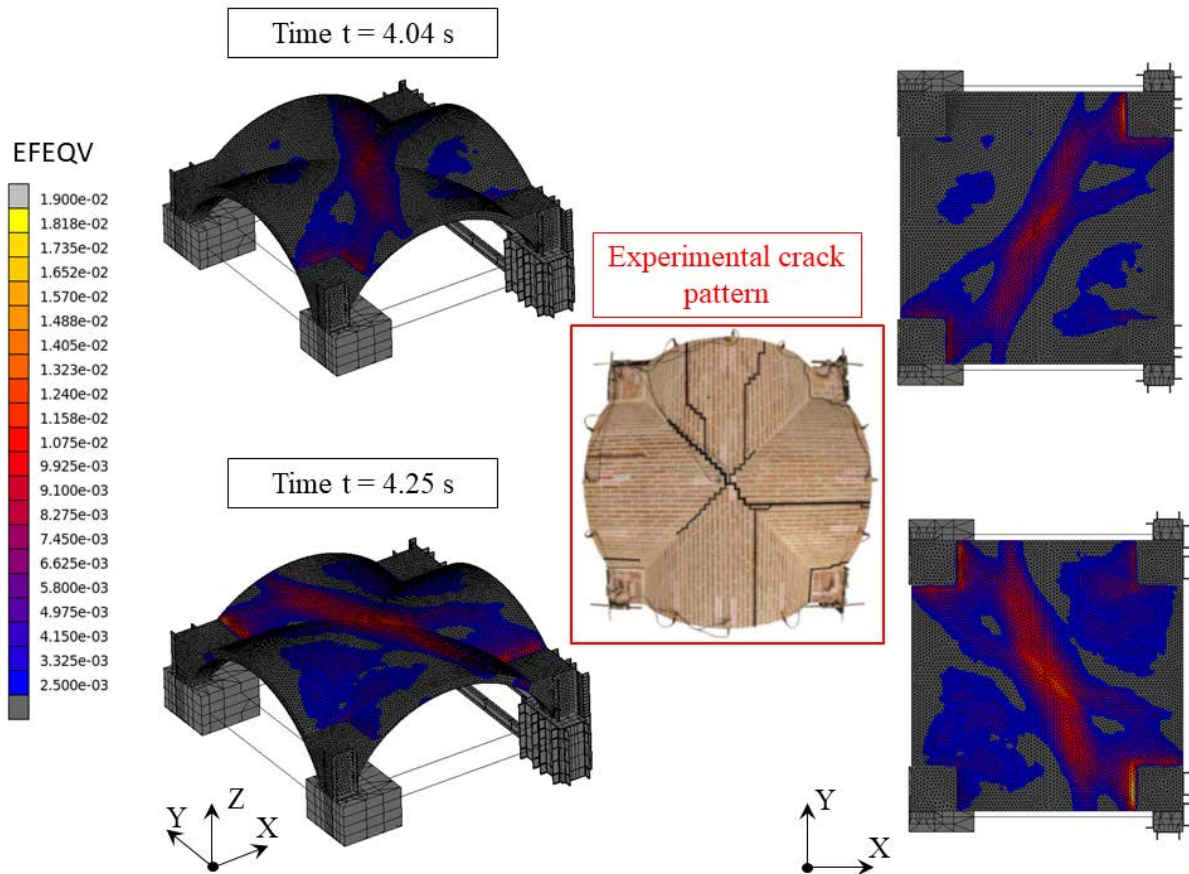 Time t = 4.04 s
EFEQV
1.900e-02
1.818e-02
1.735e-02
1.652e-02
1.570e-02
1.488e-02
1.405e-02
1.323e-02
1.240e-02
1.158e-02
1.075e-02
9.925e-03
9.100e-03
8.275e-03
7.450e-03
6.625e-03
5.800e-03
4.975e-03
4.150e-03
3.325e-03
2.500e-03
Experimental crack
pattern
Time t = 4.25 s
Z
Y
X
Y
X